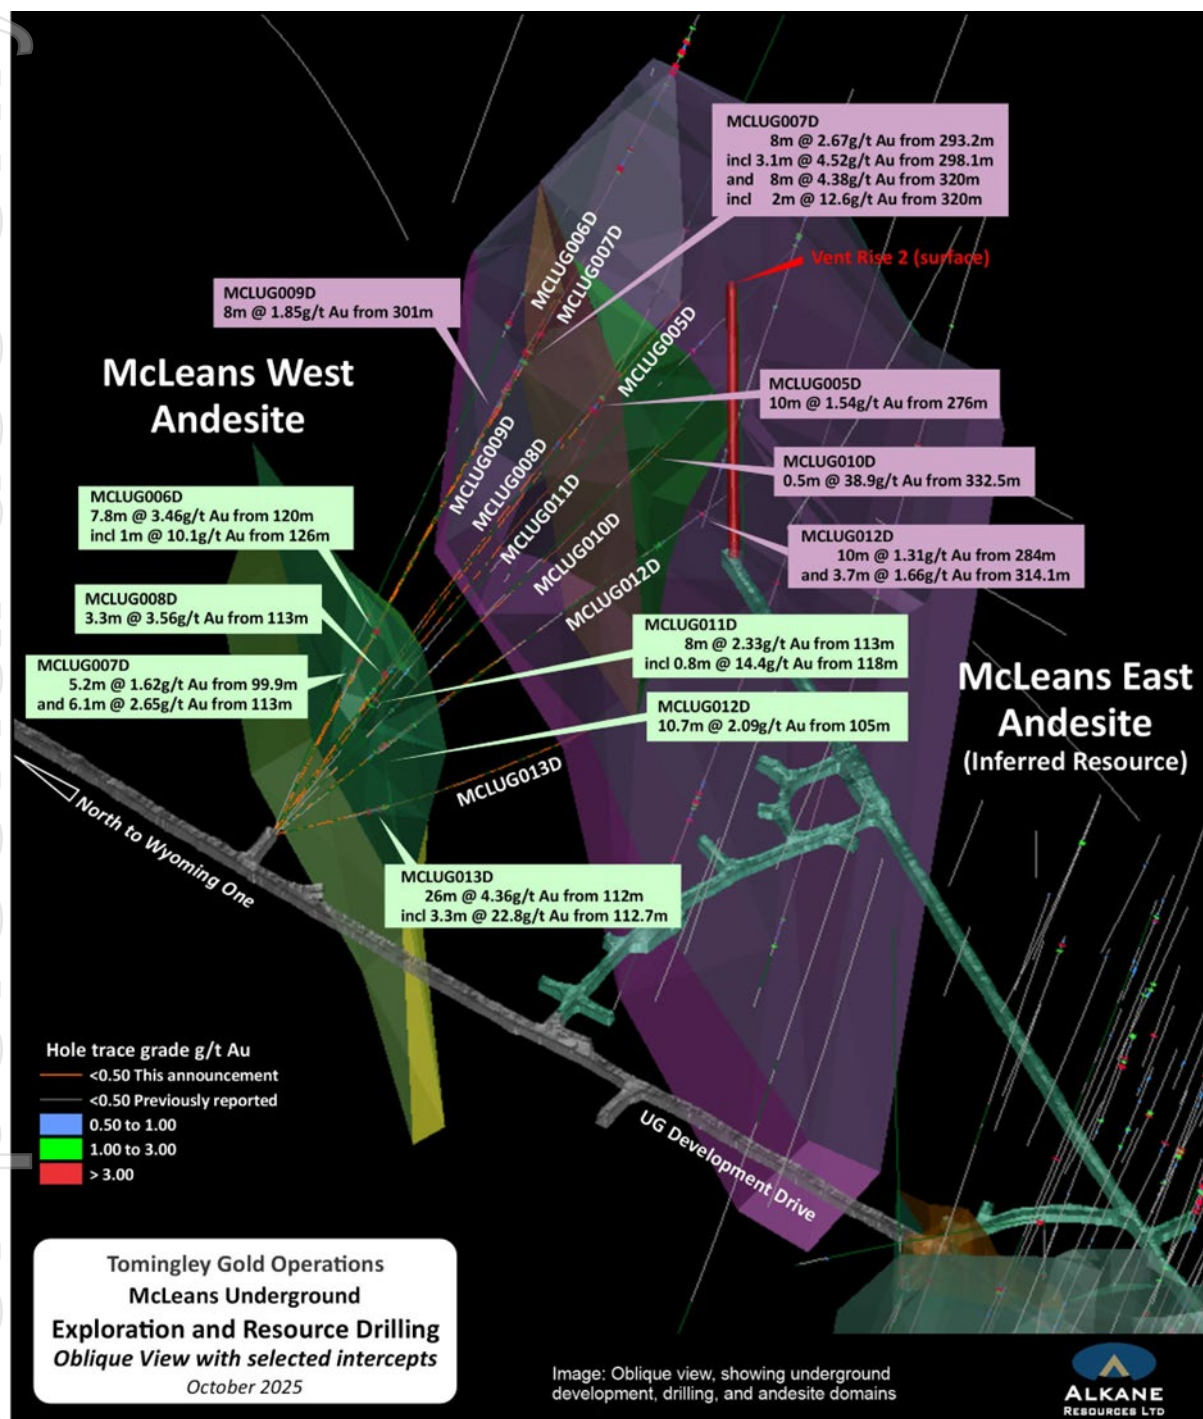 MCLUG007D
8m @ 2.67g/t Au from 293.2m
incl 3.1m @ 4.52g/t Au from 298.1m
and 8m @ 4.38g/t Au from 320m
incl 2m @ 12.6g/t Au from 320m
MCLUG006D
MCLUG007D
Vent Rise 2 (surface)
MCLUG009D
8m @ 1.85g/t Au from 301m
MCLUG005D
McLeans West
Andesite
MCLUG005D
10m @ 1.54g/t Au from 276m
MCLUG009D
MCLUG008D
MCLUG011D
MCLUG010D
MCLUG012D
MCLUG010D
0.5m @ 38.9g/t Au from 332.5m
MCLUG006D
7.8m @ 3.46g/t Au from 120m
incl 1m @ 10.1g/t Au from 126m
MCLUG012D
10m @ 1.31g/t Au from 284m
and 3.7m @ 1.66g/t Au from 314.1m
MCLUG008D
3.3m @ 3.56g/t Au from 113m
MCLUG011D
8m @ 2.33g/t Au from 113m
incl 0.8m @ 14.4g/t Au from 118m
MCLUG007D
5.2m @ 1.62g/t Au from 99.9m
and 6.1m @ 2.65g/t Au from 113m
McLeans East
Andesite
(Inferred Resource)
MCLUG012D
10.7m @ 2.09g/t Au from 105m
MCLUG013D
North to Wyoming One
MCLUG013D
26m @ 4.36g/t Au from 112m
incl 3.3m @ 22.8g/t Au from 112.7m
UG Development Drive
Hole trace grade g/t Au
<0.50 This announcement
<0.50 Previously reported
0.50 to 1.00
1.00 to 3.00
> 3.00
Tomingley Gold Operations
McLeans Underground
Exploration and Resource Drilling
Oblique View with selected intercepts
October 2025
Image: Oblique view, showing underground
development, drilling, and andesite domains
ALKANE
RESOURCES LTD